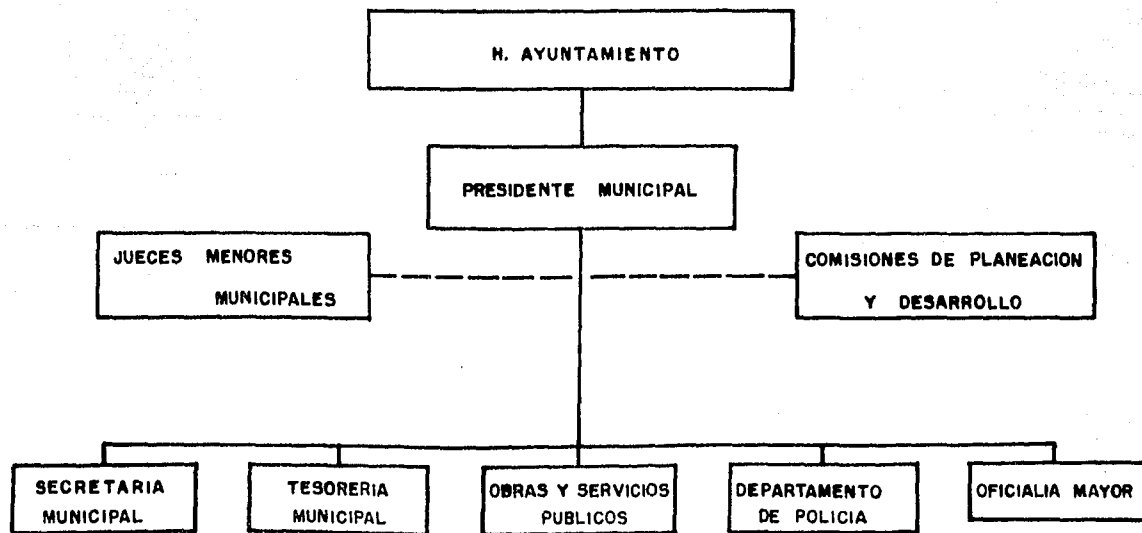 H. AYUNTAMIENTO
PRESIDENTE MUNICIPAL
JUECES MENORES
MUNICIPALES
COMISIONES DE PLANEACION
Y DESARROLLO
SECRETARIA
MUNICIPAL
TESORERIA
MUNICIPAL
OBRAS Y SERVICIOS
PUBLICOS
DEPARTAMENTO
DE POLICIA
OFICIALIA MAYOR